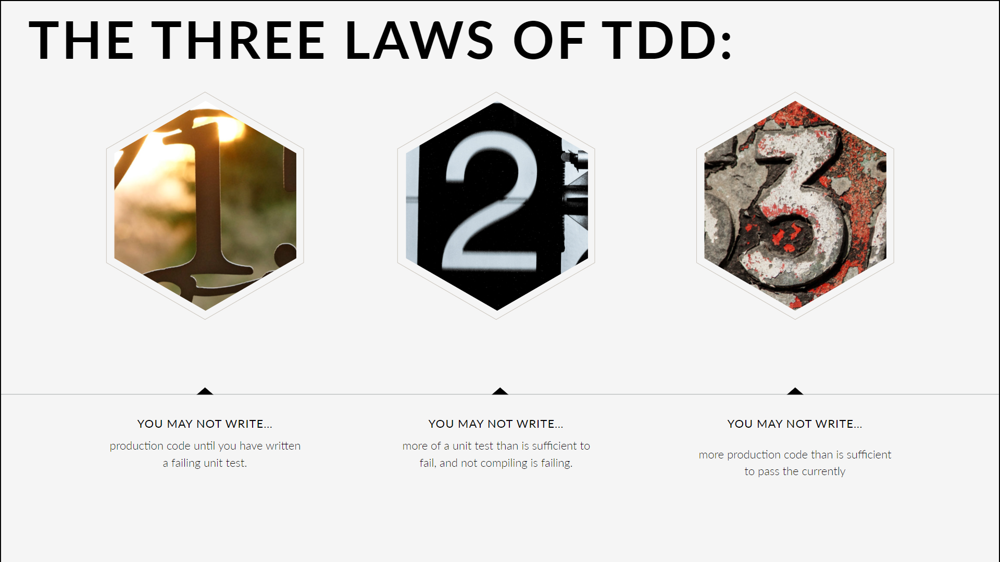 THE THREE LAWS OF TDD:
1
2
3
YOU MAY NOT WRITE...
production code until you have written
a failing unit test.
YOU MAY NOT WRITE...
more of a unit test than is sufficient to
fail, and not compiling is failing.
YOU MAY NOT WRITE...
more production code than is sufficient
to pass the currently